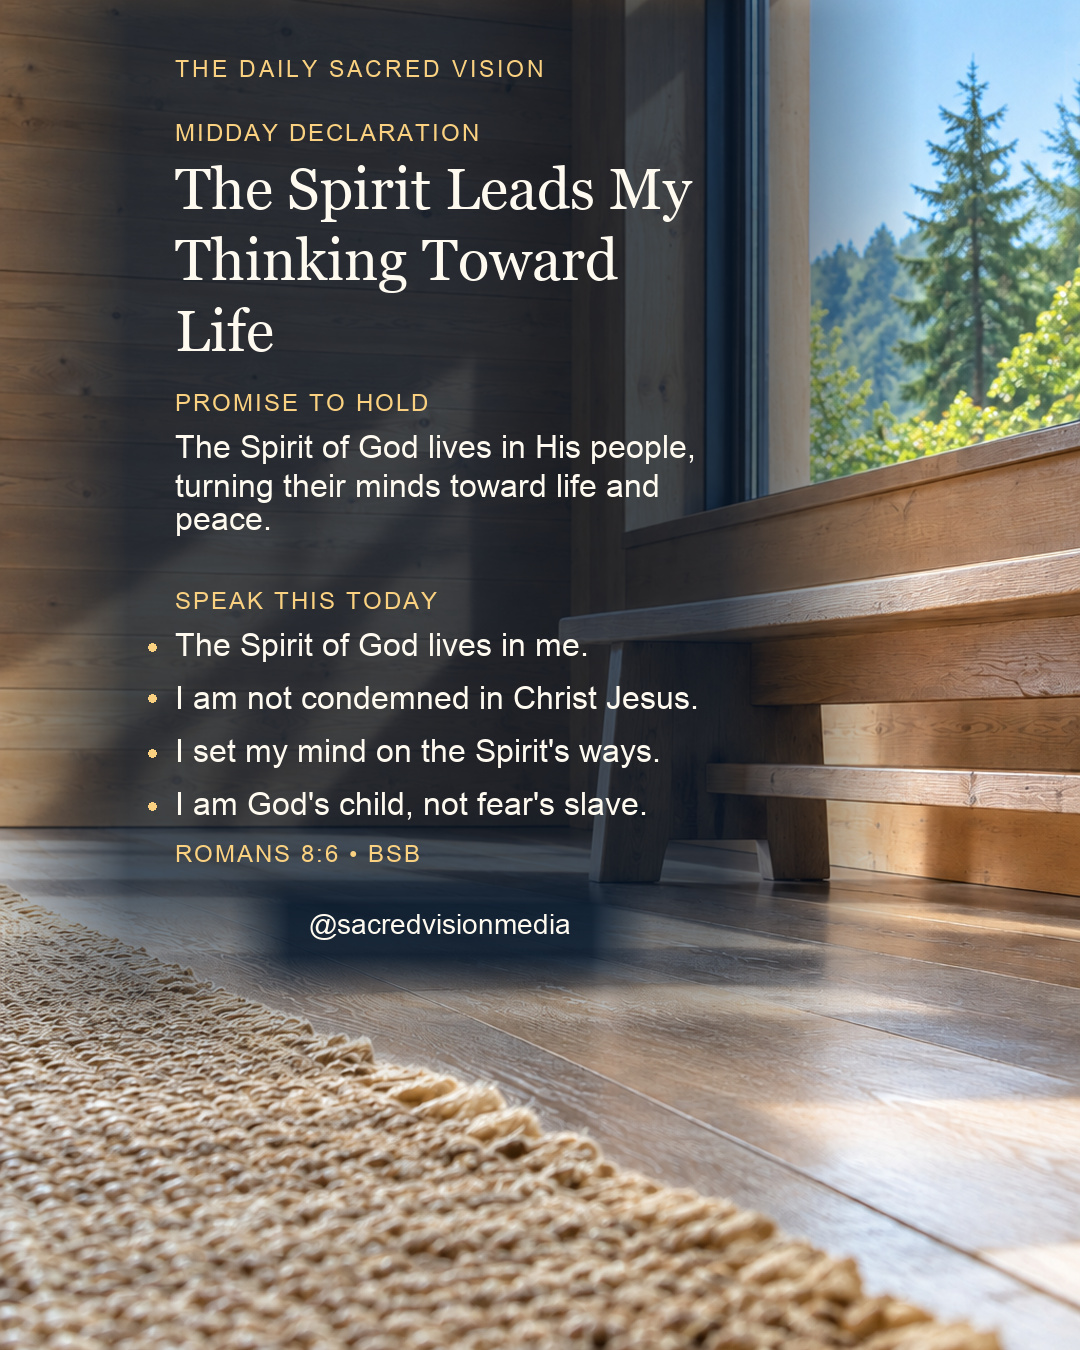 THE DAILY SACRED VISION
MIDDAY DECLARATION
The Spirit Leads My
Thinking Toward
Life
PROMISE TO HOLD
The Spirit of God lives in His people,
turning their minds toward life and
peace.
SPEAK THIS TODAY
• The Spirit of God lives in me.
• I am not condemned in Christ Jesus.
• I set my mind on the Spirit's ways.
• I am God's child, not fear's slave.
ROMANS 8:6 • BSB
@sacredvisionmedia